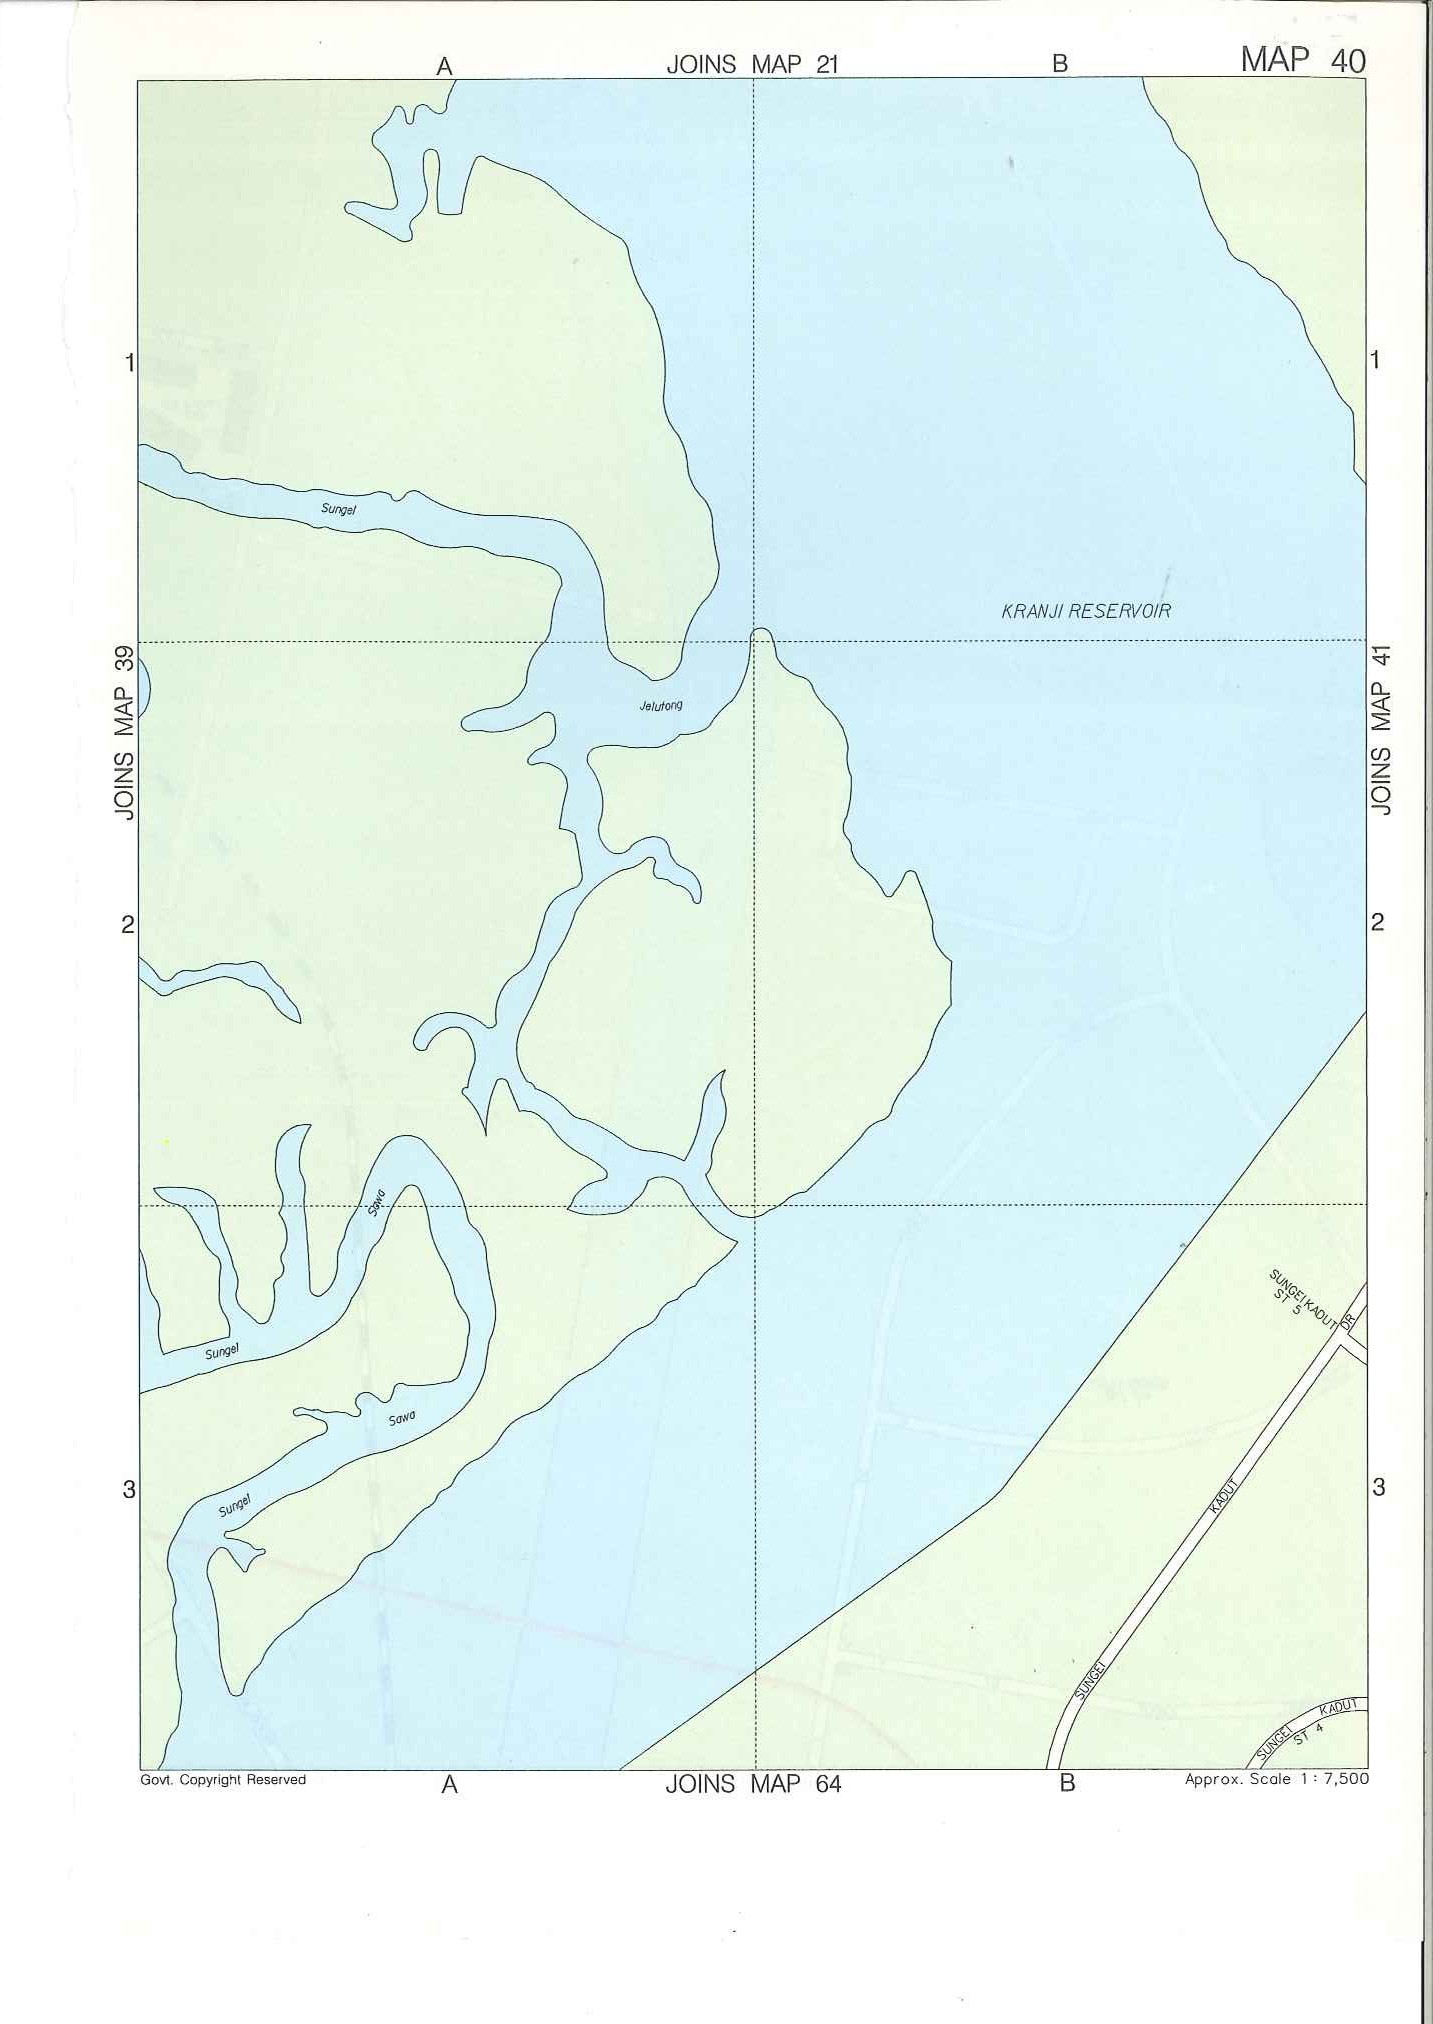 A
JOINS MAP 21
B
MAP 40
1
1
Sungei
KRANJI RESERVOIR
JOINS MAP 39
JOINS MAP 41
Jelutong
2
2
Sawa
SUNGEI KADUT
ST 5
DR
Sungei
Sawa
3
3
Sungei
KADUT
SUNGEI
SUNGEI KADUT
ST 4
Govt. Copyright Reserved
A
JOINS MAP 64
B
Approx. Scale 1 : 7,500